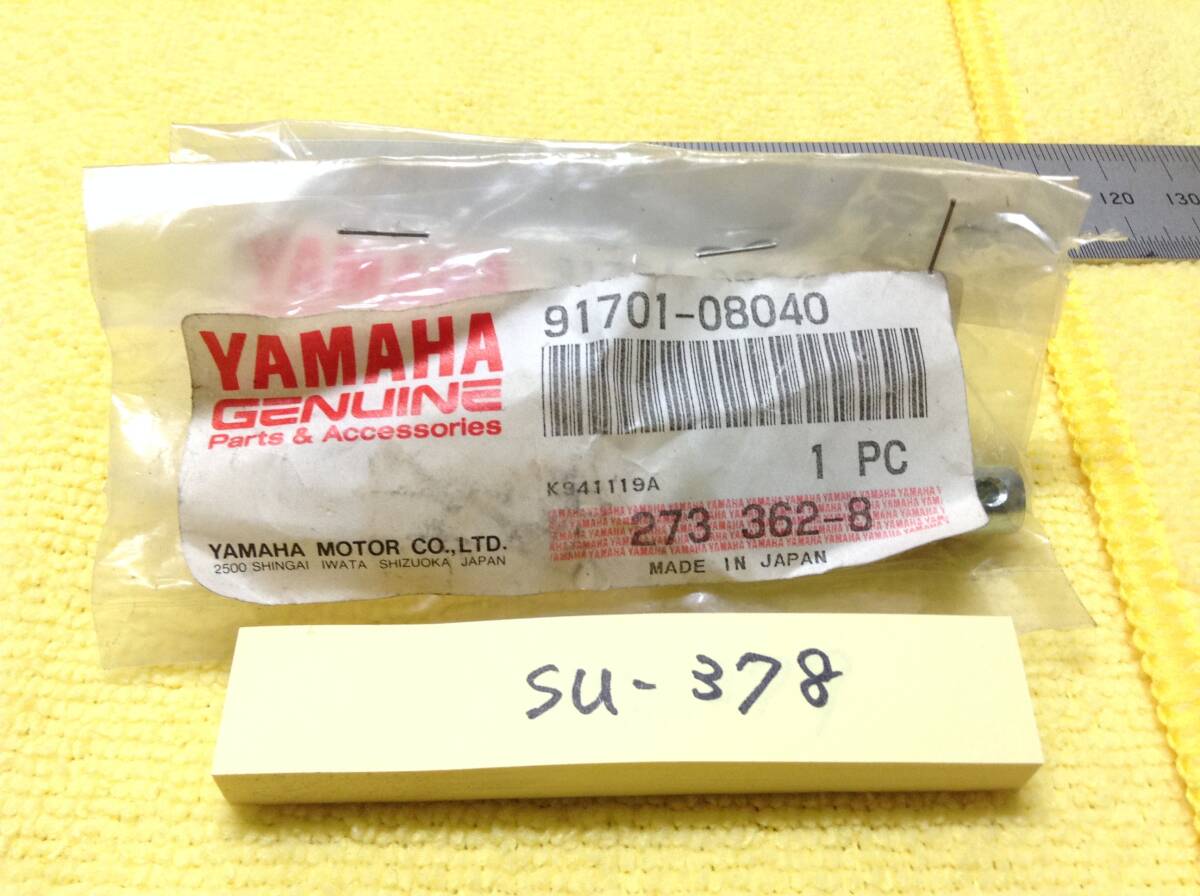 120 130
YAMAHA
91701-08040
YAMAHA
GENUINE
Parts & Accessories
1 PC
K941119A
273 362-8
YAMAHA MOTOR CO.,LTD.
2500 SHINGAI IWATA SHIZUOKA JAPAN
MADE IN JAPAN
SU-378